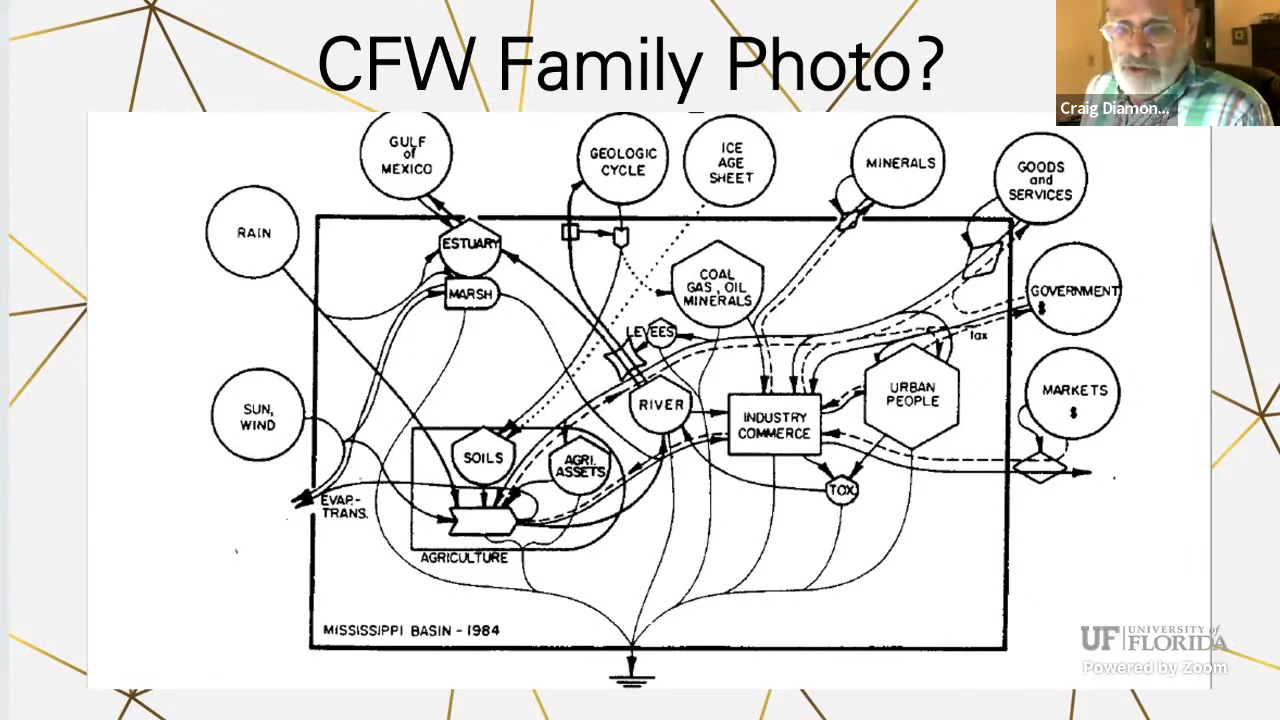 CFW Family Photo?
Craig Diamon...
GULF
of
MEXICO
GEOLOGIC
CYCLE
ICE
AGE
SHEET
MINERALS
GOODS
and
SERVICES
RAIN
ESTUARY
MARSH
COAL
GAS, OIL
MINERALS
GOVERNMENT
$
LEVEES
tax
SUN,
WIND
RIVER
INDUSTRY
COMMERCE
URBAN
PEOPLE
MARKETS
$
SOILS
AGRI.
ASSETS
TOX
EVAP.-
TRANS.
AGRICULTURE
MISSISSIPPI BASIN - 1984
UF UNIVERSITY of
FLORIDA
Powered by Zoom